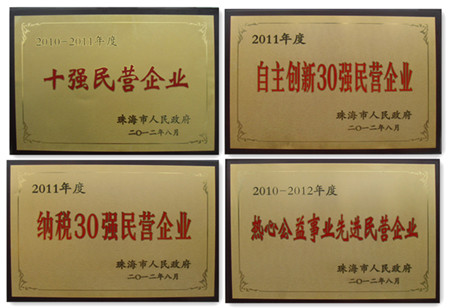 2010-2011年度
十强民营企业
珠海市人民政府
二〇一二年八月
2011年度
自主创新30强民营企业
珠海市人民政府
二〇一二年八月
2011年度
纳税30强民营企业
珠海市人民政府
二〇一二年八月
2010-2012年度
热心公益事业先进民营企业
珠海市人民政府
二〇一二年八月